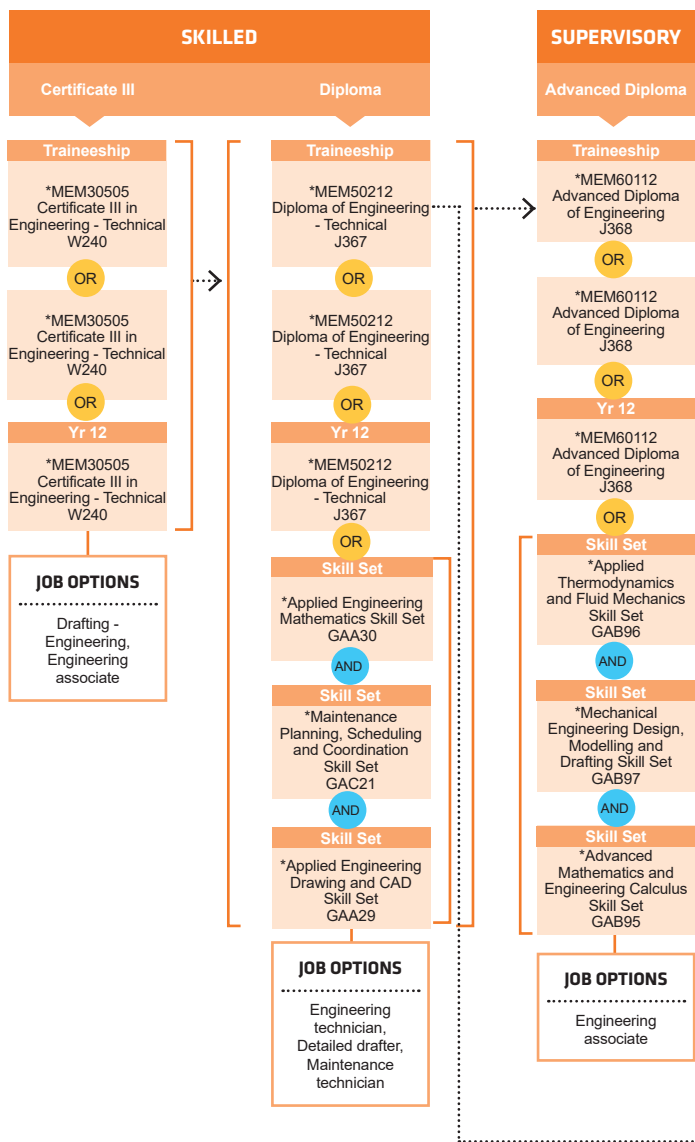 SKILLED
Certificate III
Diploma
Traineeship
*MEM30505
Certificate III in
Engineering - Technical
W240
OR
*MEM30505
Certificate III in
Engineering - Technical
W240
OR
Yr 12
*MEM30505
Certificate III in
Engineering - Technical
W240
JOB OPTIONS
Drafting -
Engineering,
Engineering
associate
Traineeship
*MEM50212
Diploma of Engineering
- Technical
J367
OR
*MEM50212
Diploma of Engineering
- Technical
J367
OR
Yr 12
*MEM50212
Diploma of Engineering
- Technical
J367
OR
Skill Set
*Applied Engineering
Mathematics Skill Set
GAA30
AND
Skill Set
*Maintenance
Planning, Scheduling
and Coordination
Skill Set
GAC21
AND
Skill Set
*Applied Engineering
Drawing and CAD
Skill Set
GAA29
JOB OPTIONS
Engineering
technician,
Detailed drafter,
Maintenance
technician
SUPERVISORY
Advanced Diploma
Traineeship
*MEM60112
Advanced Diploma
of Engineering
J368
OR
*MEM60112
Advanced Diploma
of Engineering
J368
OR
Yr 12
*MEM60112
Advanced Diploma
of Engineering
J368
OR
Skill Set
*Applied
Thermodynamics
and Fluid Mechanics
Skill Set
GAB96
AND
Skill Set
*Mechanical
Engineering Design,
Modelling and
Drafting Skill Set
GAB97
AND
Skill Set
*Advanced
Mathematics and
Engineering Calculus
Skill Set
GAB95
JOB OPTIONS
Engineering
associate